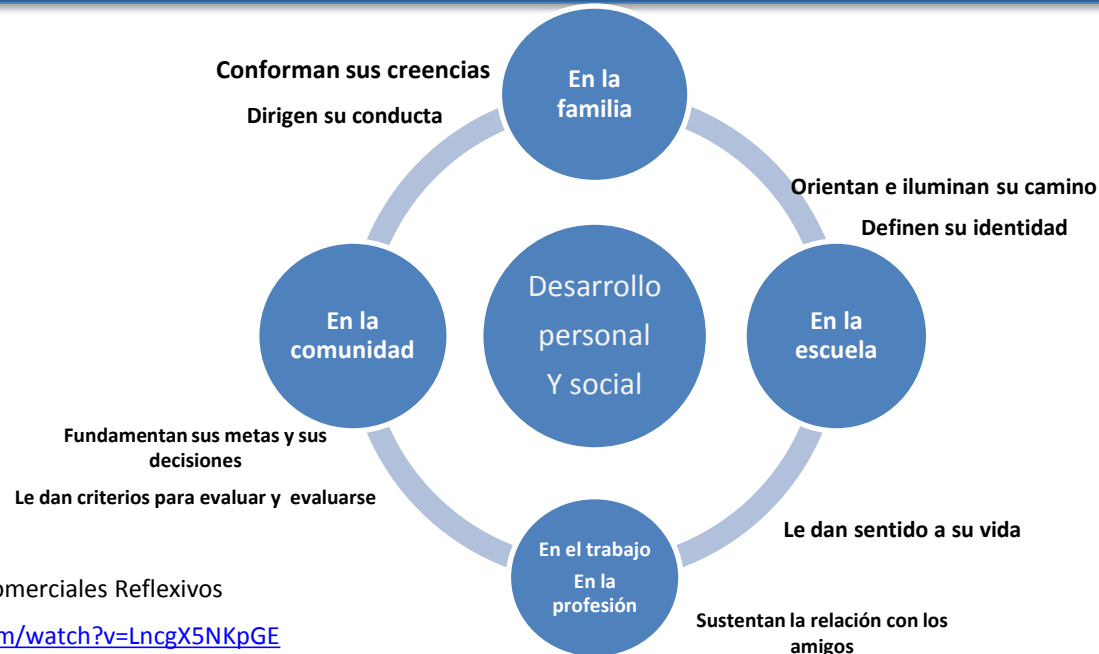 Conforman sus creencias
Dirigen su conducta
En la
familia
Orientan e iluminan su camino
Definen su identidad
En la
comunidad
Desarrollo
personal
Y social
En la
escuela
Fundamentan sus metas y sus
decisiones
Le dan criterios para evaluar y evaluarse
En el trabajo
En la
profesión
Le dan sentido a su vida
Sustentan la relación con los
amigos
omerciales Reflexivos
m/watch?v=LncgX5NKpGE